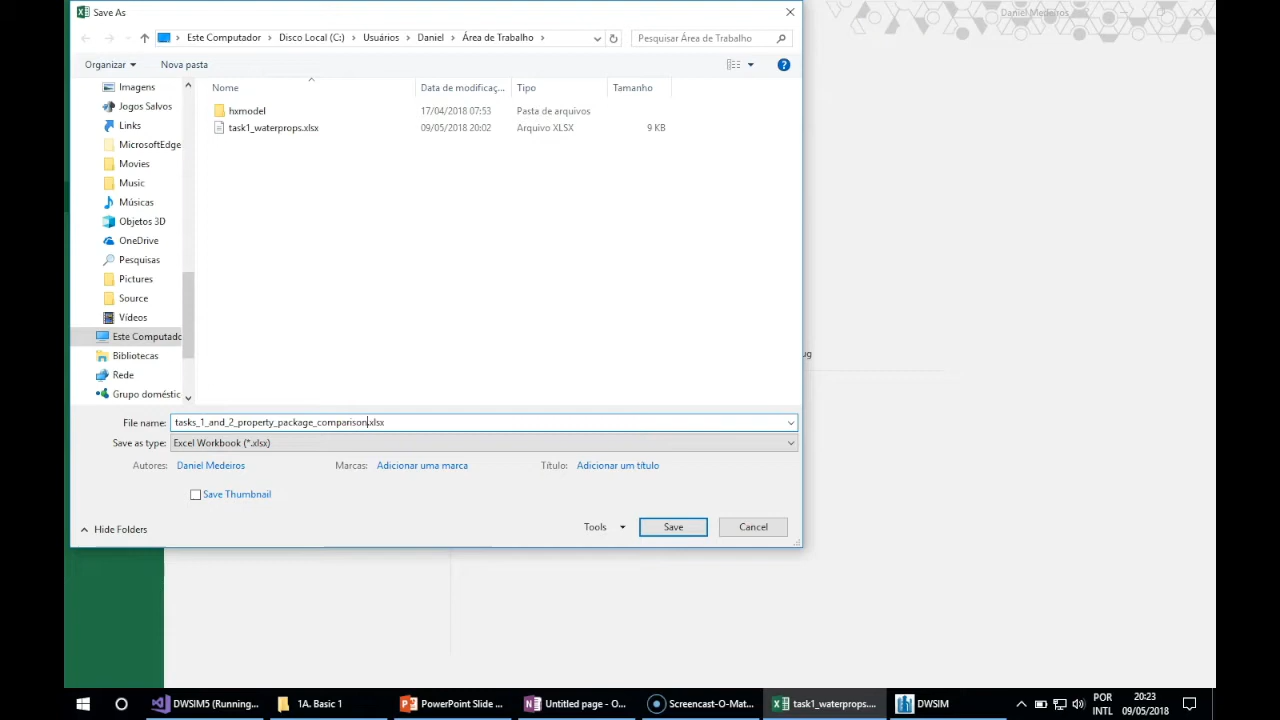 Save As
Daniel Medeiros
Este Computador > Disco Local (C:) > Usuários > Daniel > Área de Trabalho >
Pesquisar Área de Trabalho
Organizar
Nova pasta
Nome
Data de modificaç...
Tipo
Tamanho
hxmodel
17/04/2018 07:53
Pasta de arquivos
task1_waterprops.xlsx
09/05/2018 20:02
Arquivo XLSX
9 KB
Imagens
Jogos Salvos
Links
MicrosoftEdge
Movies
Music
Músicas
Objetos 3D
OneDrive
Pesquisas
Pictures
Source
Vídeos
Este Computado
Bibliotecas
Rede
Grupo doméstic
ug
File name:
tasks_1_and_2_property_package_comparison.xlsx
Save as type:
Excel Workbook (*.xlsx)
Autores:
Daniel Medeiros
Marcas:
Adicionar uma marca
Título:
Adicionar um título
Save Thumbnail
Hide Folders
Tools
Save
Cancel
DWSIM5 (Running...
1A. Basic 1
PowerPoint Slide ...
Untitled page - O...
Screencast-O-Mat...
task1_waterprops....
DWSIM
POR
INTL
20:23
09/05/2018